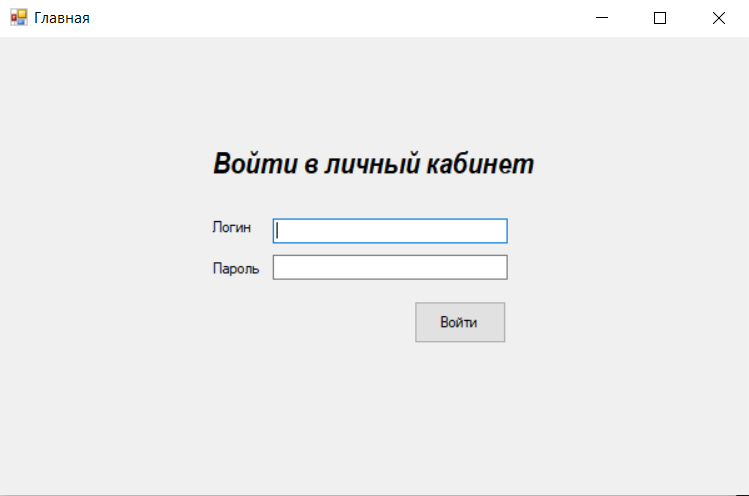 Главная
Войти в личный кабинет
Логин
Пароль
Войти